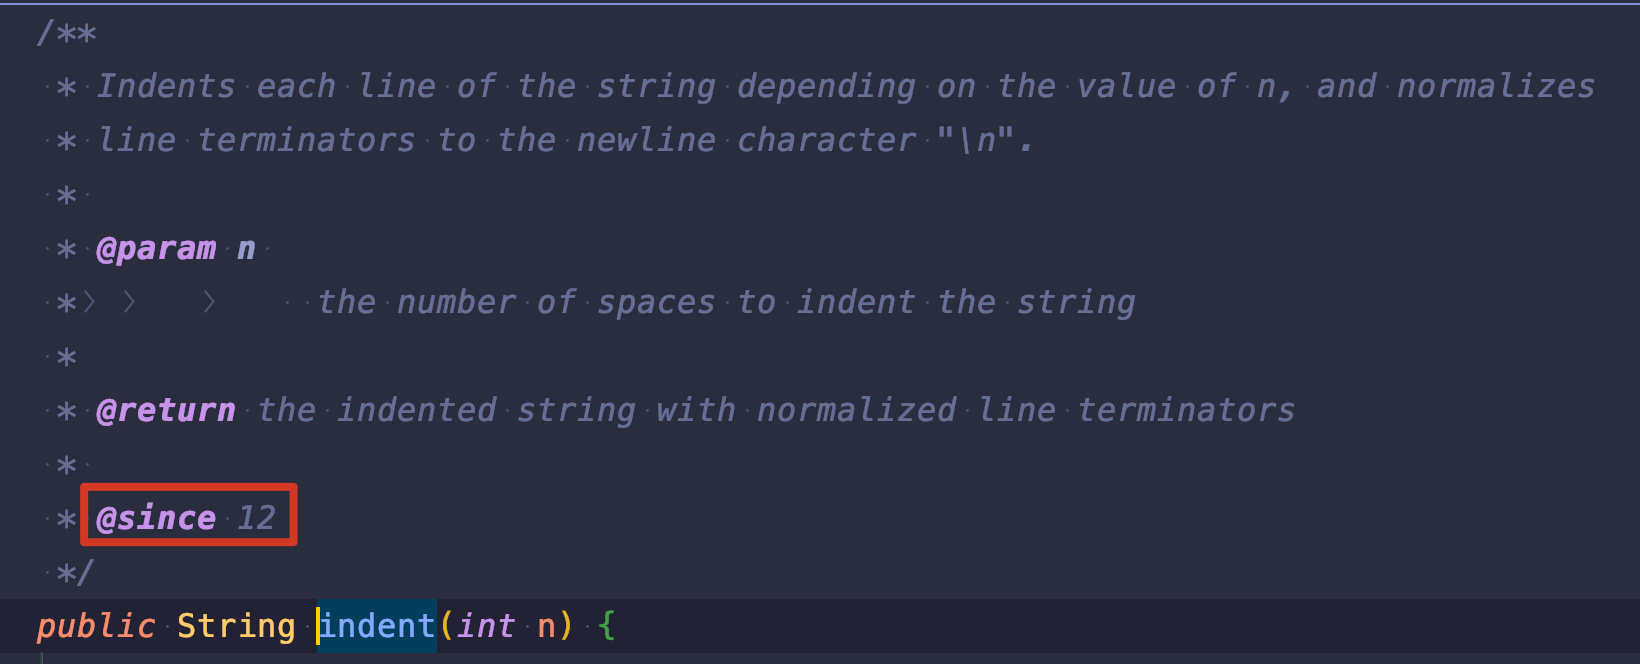 /**
* Indents each line of the string depending on the value of n, and normalizes
* line terminators to the newline character "\n".
*
* @param n
* the number of spaces to indent the string
*
* @return the indented string with normalized line terminators
*
* @since 12
*/
public String indent(int n) {